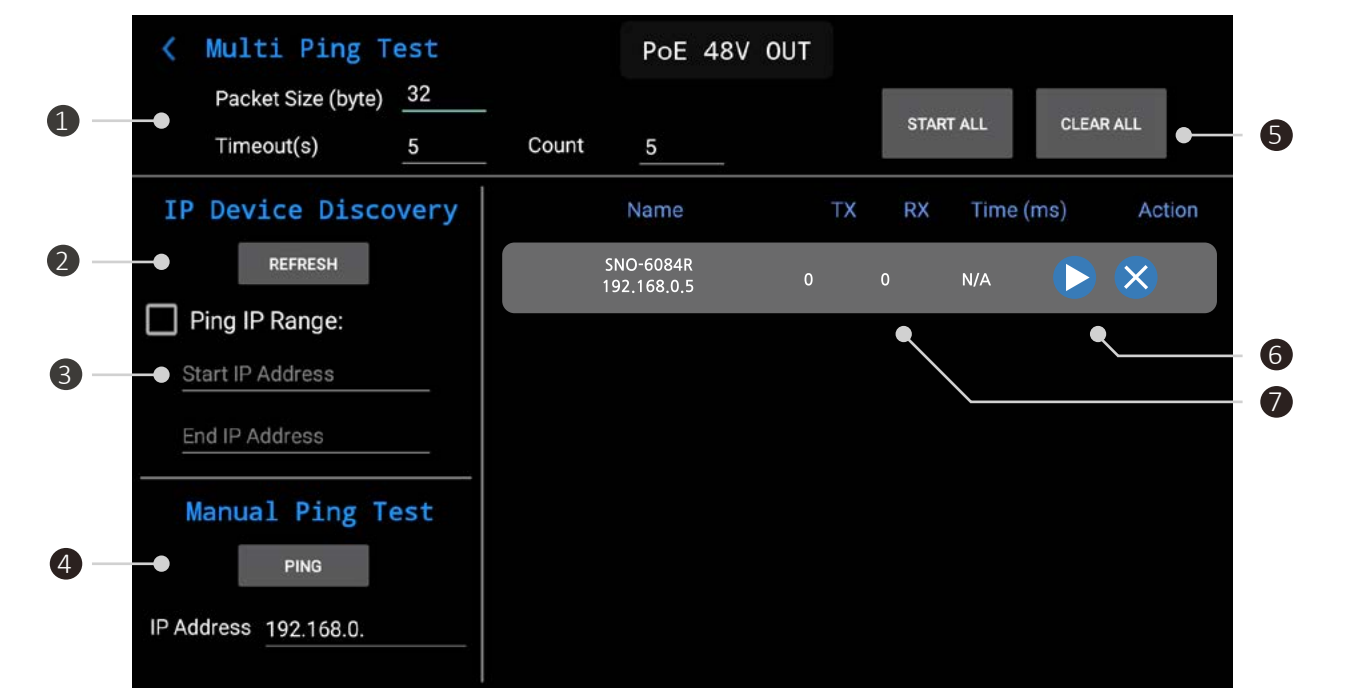 Multi Ping Test
PoE 48V OUT
Packet Size (byte) 32
Timeout(s) 5 Count 5
START ALL CLEAR ALL
1
5
IP Device Discovery
Name TX RX Time (ms) Action
2
REFRESH
SNO-6084R
192.168.0.5
0 0 N/A
Ping IP Range:
3
Start IP Address
6
7
End IP Address
Manual Ping Test
4
PING
IP Address 192.168.0.